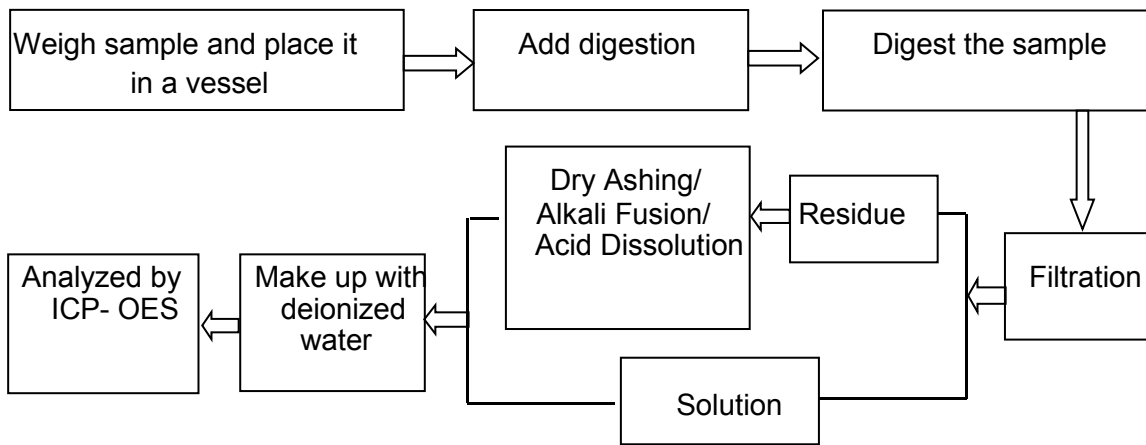 Weigh sample and place it
in a vessel
Add digestion
Digest the sample
Filtration
Residue
Dry Ashing/
Alkali Fusion/
Acid Dissolution
Solution
Make up with
deionized
water
Analyzed by
ICP- OES